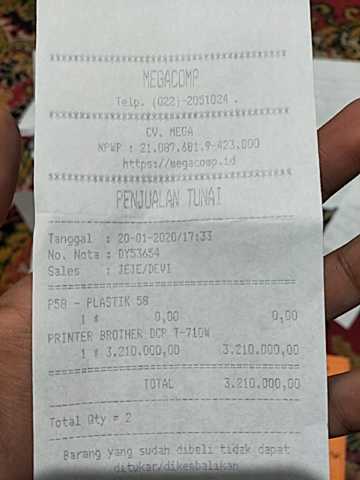 ××××××××××××××××××××××××××××××××
MEGACOMP
Telp. (022)-2051024 .
××××××××××××××××××××××××××××××××
CV. MEGA
NPWP : 21.087.681.9-423.000
https://megacomp.id
××××××××××××××××××××××××××××××××
PENJUALAN TUNAI
--------------------------------
Tanggal : 20-01-2020/17:33
No. Nota : DY53654
Sales : JEJE/DEVI
================================
P58 - PLASTIK 58
1 × 0,00 0,00
PRINTER BROTHER DCP T-710W
1 × 3.210.000,00 3.210.000,00
================================
TOTAL 3.210.000,00
--------------------------------
Total Qty = 2
--------------------------------
Barang yang sudah dibeli tidak dapat
ditukar/dikembalikan